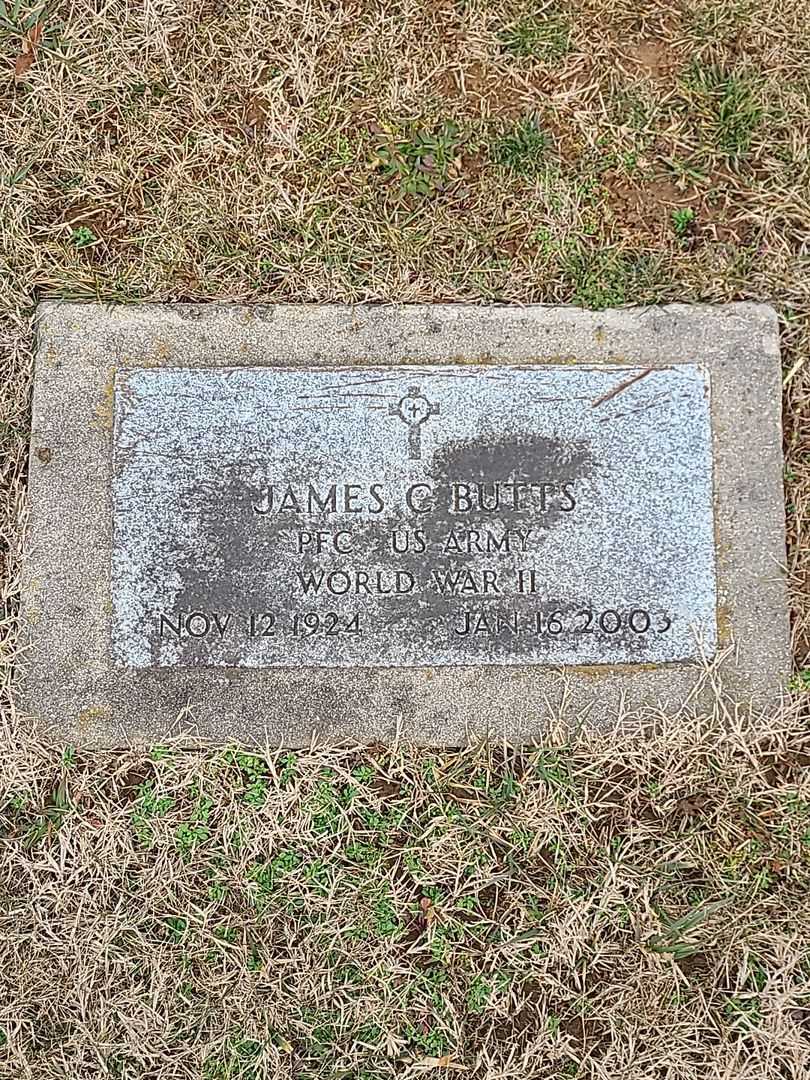 JAMES C BUTTS
PFC US ARMY
WORLD WAR II
NOV 12 1924 JAN 16 2003